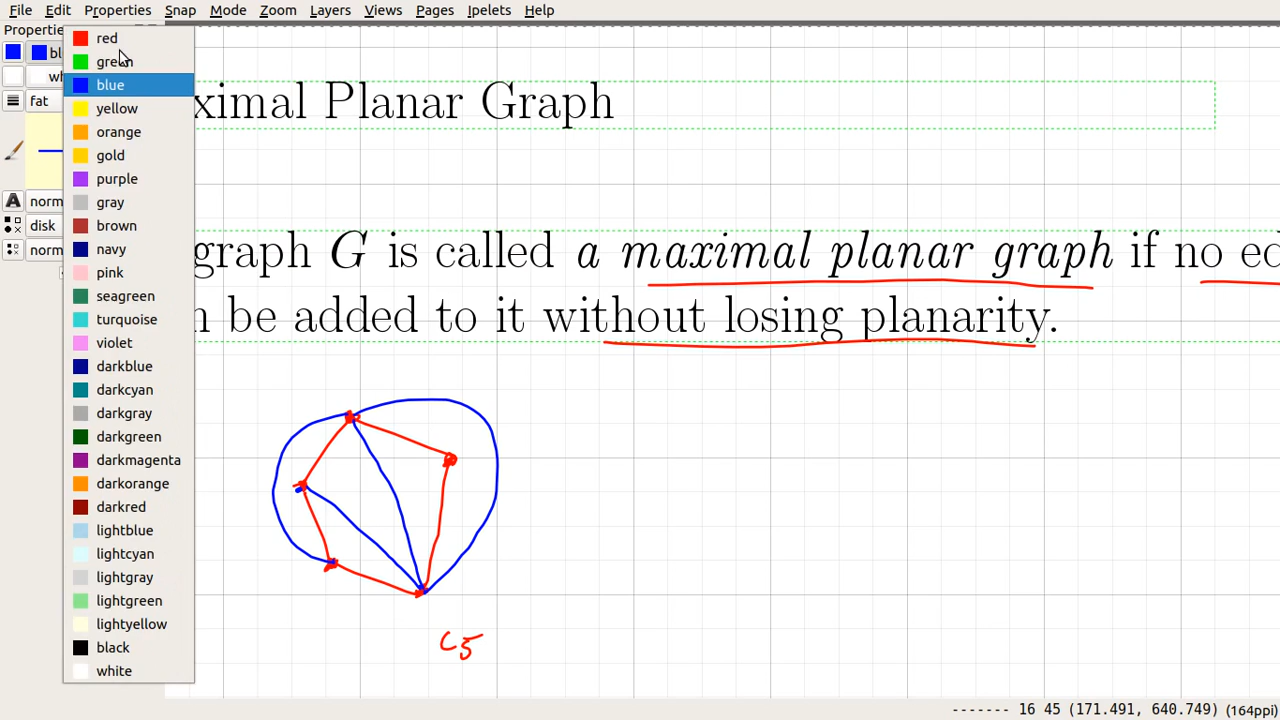 File Edit Properties Snap Mode Zoom Layers Views Pages Ipelets Help
Properti
red
green
blue
yellow
orange
gold
purple
gray
brown
navy
pink
seagreen
turquoise
violet
darkblue
darkcyan
darkgray
darkgreen
darkmagenta
darkorange
darkred
lightblue
lightcyan
lightgray
lightgreen
lightyellow
black
white
bl
wh
fat
norm
disk
norm
ximal Planar Graph
graph G is called a maximal planar graph if no ed
n be added to it without losing planarity.
C5
------- 16 45 (171.491, 640.749) (164ppi)